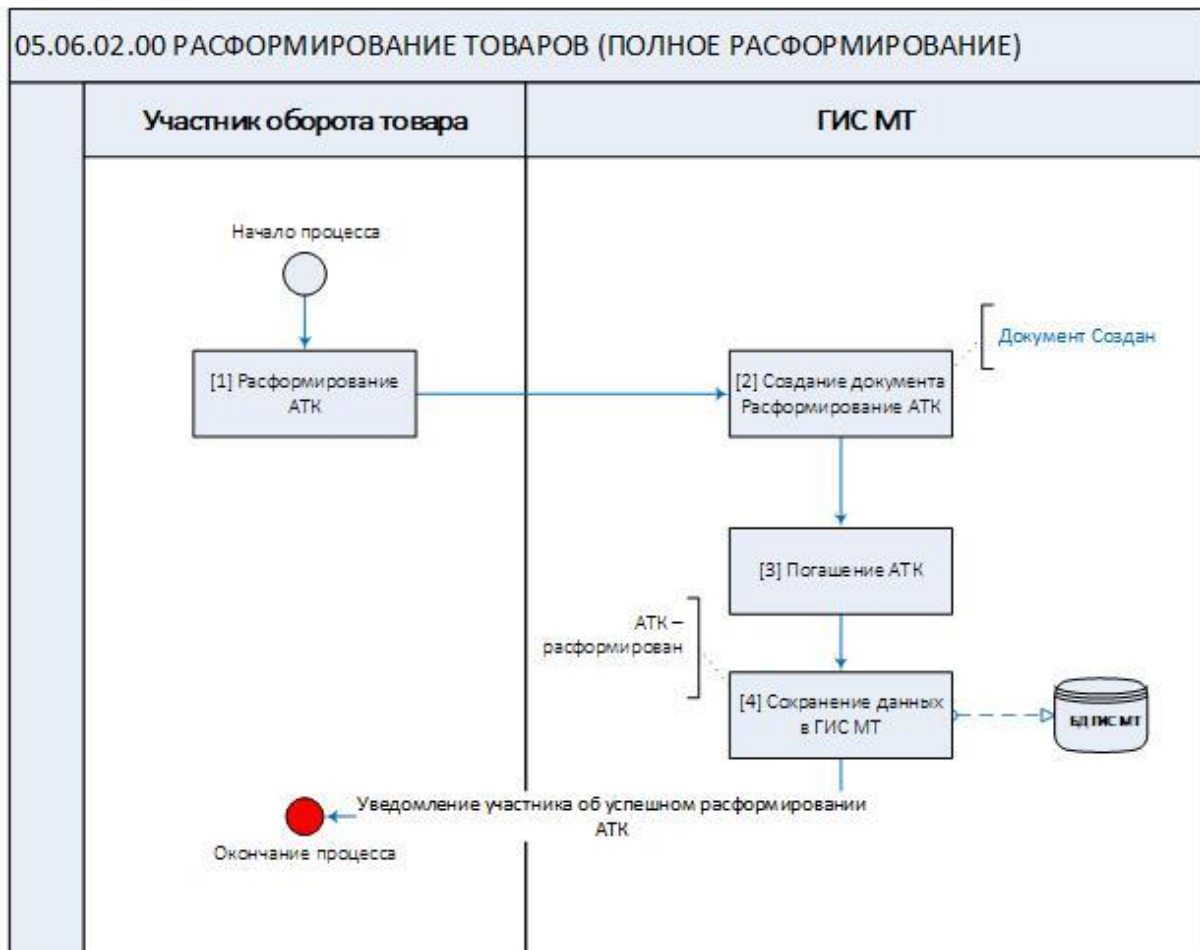 05.06.02.00 РАСФОРМИРОВАНИЕ ТОВАРОВ (ПОЛНОЕ РАСФОРМИРОВАНИЕ)
Участник оборота товара
ГИС МТ
Начало процесса
Документ Создан
[1] Расформирование
АТК
[2] Создание документа
Расформирование АТК
[3] Погашение АТК
АТК –
расформирован
[4] Сохранение данных
в ГИС МТ
БД ГИС МТ
Уведомление участника об успешном расформировании
АТК
Окончание процесса